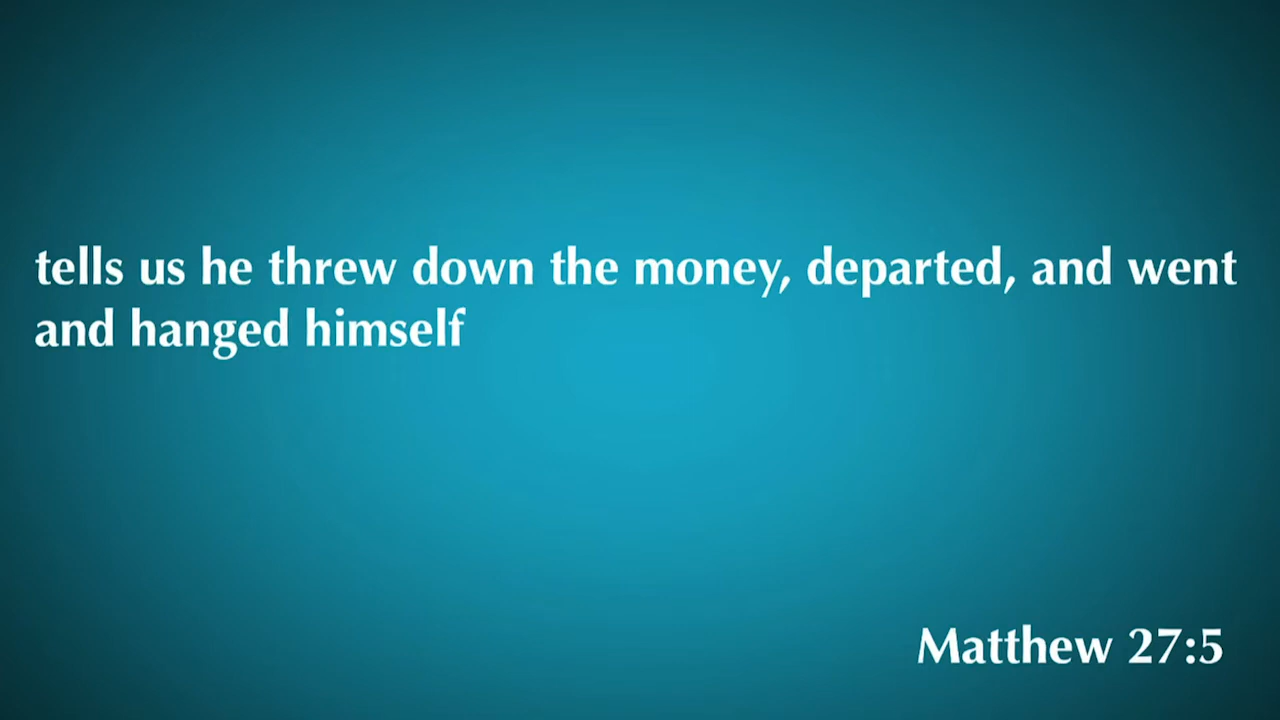 tells us he threw down the money, departed, and went
and hanged himself
Matthew 27:5